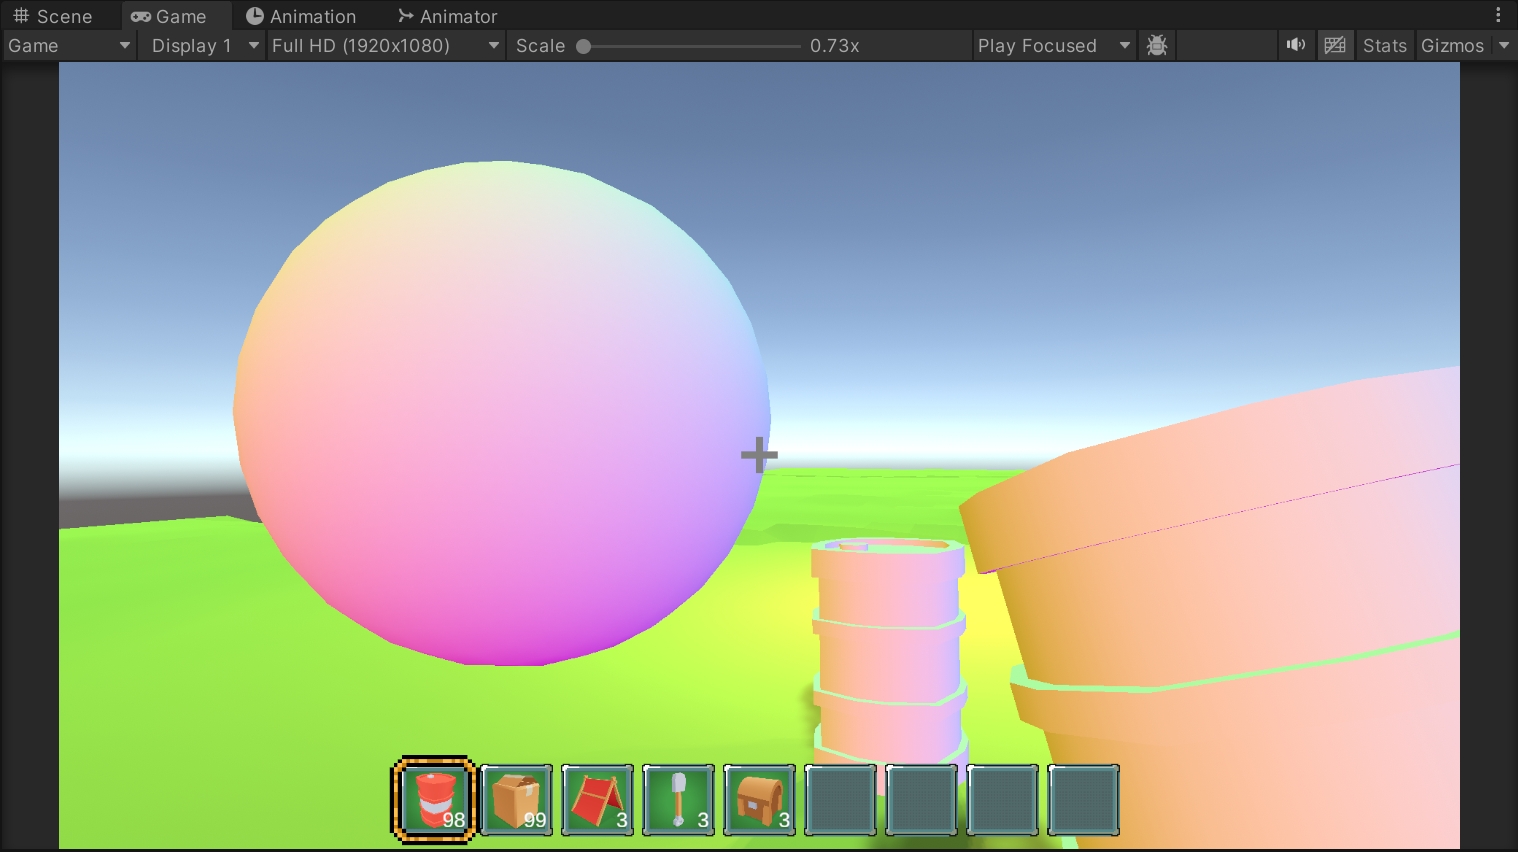 Scene Game Animation Animator
Game Display 1 Full HD (1920x1080) Scale 0.73x Play Focused Stats Gizmos
98 99 3 3 3